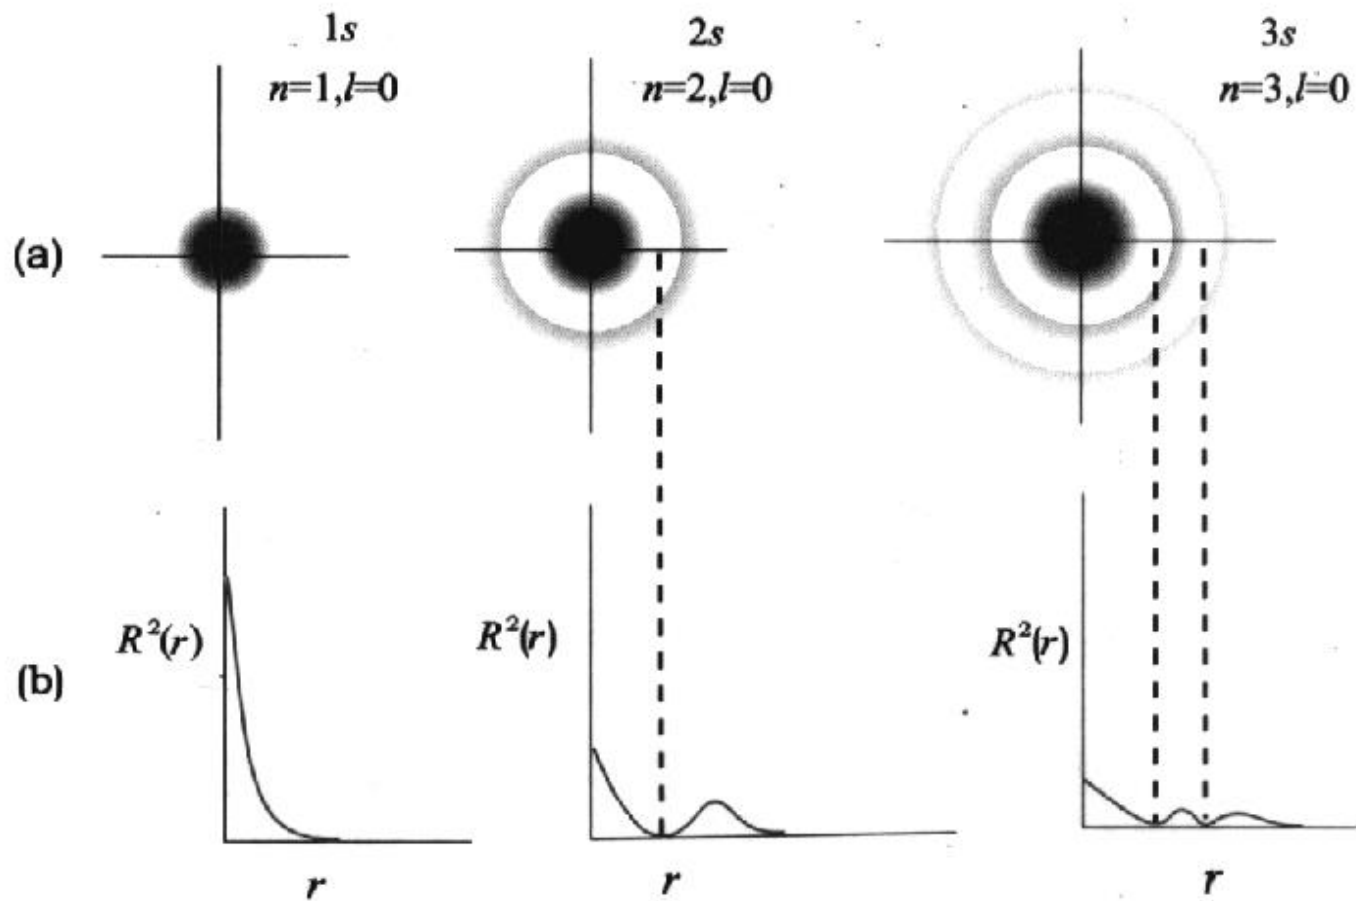 1s
n=1,l=0
2s
n=2,l=0
3s
n=3,l=0
(a)
(b)
R²(r)
r
R²(r)
r
R²(r)
r